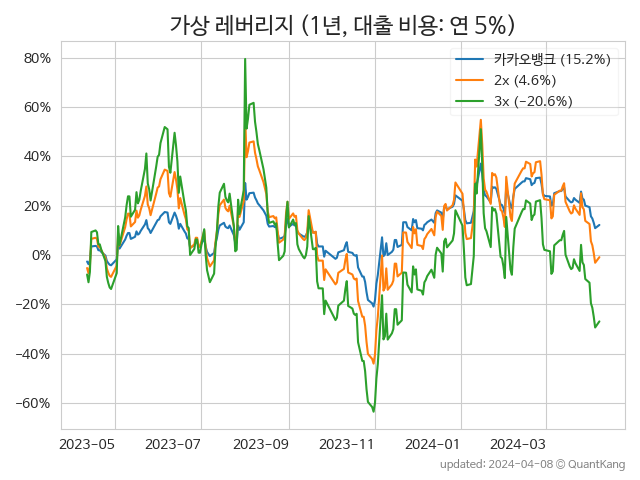 가상 레버리지 (1년, 대출 비용: 연 5%)
카카오뱅크 (15.2%)
2x (4.6%)
3x (−20.6%)
80%
60%
40%
20%
0%
−20%
−40%
−60%
2023-05 2023-07 2023-09 2023-11 2024-01 2024-03
updated: 2024-04-08 @ QuantKang